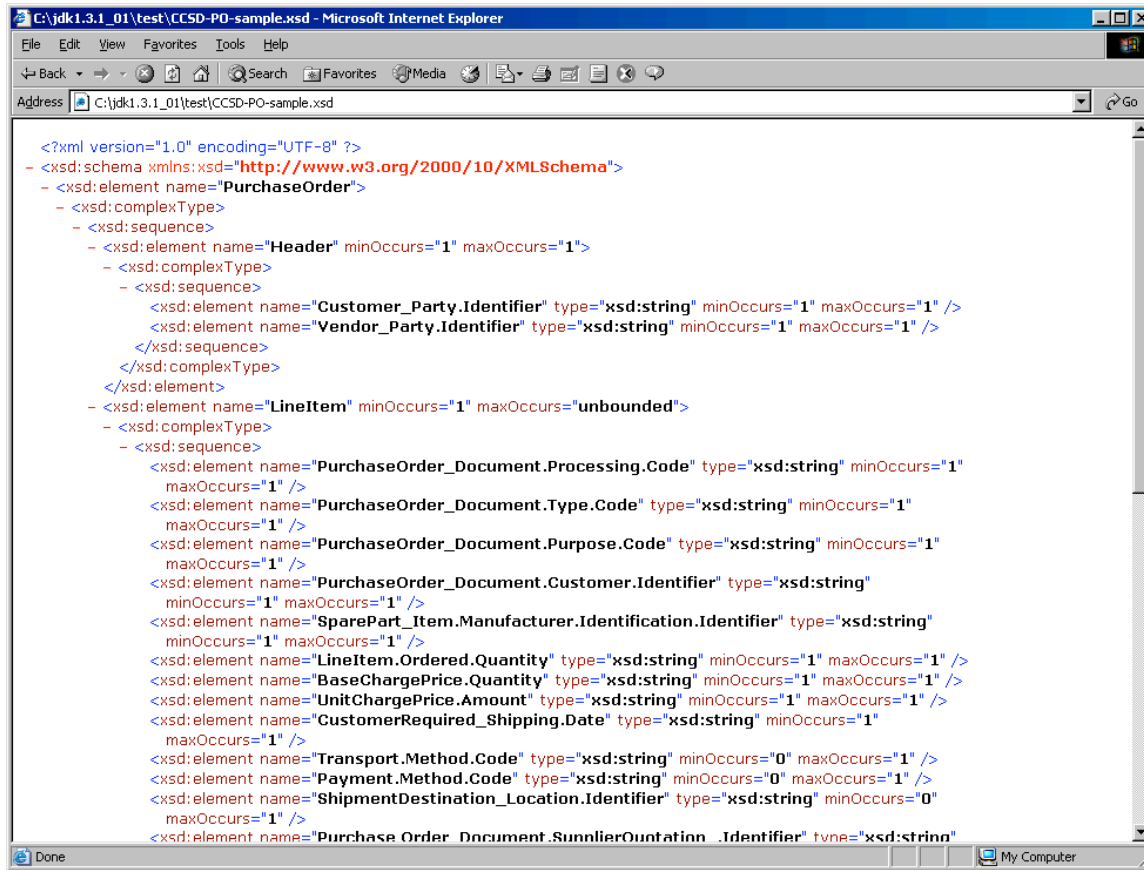 C:\jdk1.3.1_01\test\CCSD-PO-sample.xsd - Microsoft Internet Explorer
File Edit View Favorites Tools Help
Back Search Favorites Media
Address C:\jdk1.3.1_01\test\CCSD-PO-sample.xsd Go
<?xml version="1.0" encoding="UTF-8" ?>
- <xsd:schema xmlns:xsd="http://www.w3.org/2000/10/XMLSchema">
- <xsd:element name="PurchaseOrder">
- <xsd:complexType>
- <xsd:sequence>
- <xsd:element name="Header" minOccurs="1" maxOccurs="1">
- <xsd:complexType>
- <xsd:sequence>
<xsd:element name="Customer_Party.Identifier" type="xsd:string" minOccurs="1" maxOccurs="1" />
<xsd:element name="Vendor_Party.Identifier" type="xsd:string" minOccurs="1" maxOccurs="1" />
</xsd:sequence>
</xsd:complexType>
</xsd:element>
- <xsd:element name="LineItem" minOccurs="1" maxOccurs="unbounded">
- <xsd:complexType>
- <xsd:sequence>
<xsd:element name="PurchaseOrder_Document.Processing.Code" type="xsd:string" minOccurs="1"
maxOccurs="1" />
<xsd:element name="PurchaseOrder_Document.Type.Code" type="xsd:string" minOccurs="1"
maxOccurs="1" />
<xsd:element name="PurchaseOrder_Document.Purpose.Code" type="xsd:string" minOccurs="1"
maxOccurs="1" />
<xsd:element name="PurchaseOrder_Document.Customer.Identifier" type="xsd:string"
minOccurs="1" maxOccurs="1" />
<xsd:element name="SparePart_Item.Manufacturer.Identification.Identifier" type="xsd:string"
minOccurs="1" maxOccurs="1" />
<xsd:element name="LineItem.Ordered.Quantity" type="xsd:string" minOccurs="1" maxOccurs="1" />
<xsd:element name="BaseChargePrice.Quantity" type="xsd:string" minOccurs="1" maxOccurs="1" />
<xsd:element name="UnitChargePrice.Amount" type="xsd:string" minOccurs="1" maxOccurs="1" />
<xsd:element name="CustomerRequired_Shipping.Date" type="xsd:string" minOccurs="1"
maxOccurs="1" />
<xsd:element name="Transport.Method.Code" type="xsd:string" minOccurs="0" maxOccurs="1" />
<xsd:element name="Payment.Method.Code" type="xsd:string" minOccurs="0" maxOccurs="1" />
<xsd:element name="ShipmentDestination_Location.Identifier" type="xsd:string" minOccurs="0"
maxOccurs="1" />
<xsd:element name="Purchase Order_Document.SupplierQuotation_.Identifier" type="xsd:string"
Done My Computer